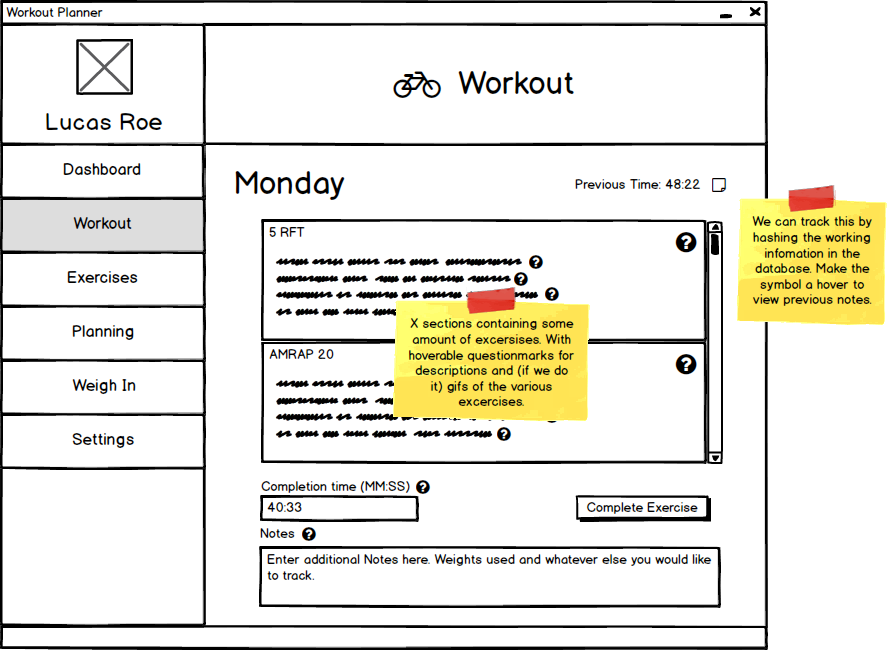 Workout Planner
Lucas Roe
Workout
Dashboard
Workout
Exercises
Planning
Weigh In
Settings
Monday
Previous Time: 48:22
5 RFT
?
?
?
?
AMRAP 20
?
?
X sections containing some
amount of excersises. With
hoverable questionmarks for
descriptions and (if we do
it) gifs of the various
excercises.
We can track this by
hashing the working
infomation in the
database. Make the
symbol a hover to
view previous notes.
Completion time (MM:SS) ?
40:33
Complete Exercise
Notes ?
Enter additional Notes here. Weights used and whatever else you would like
to track.